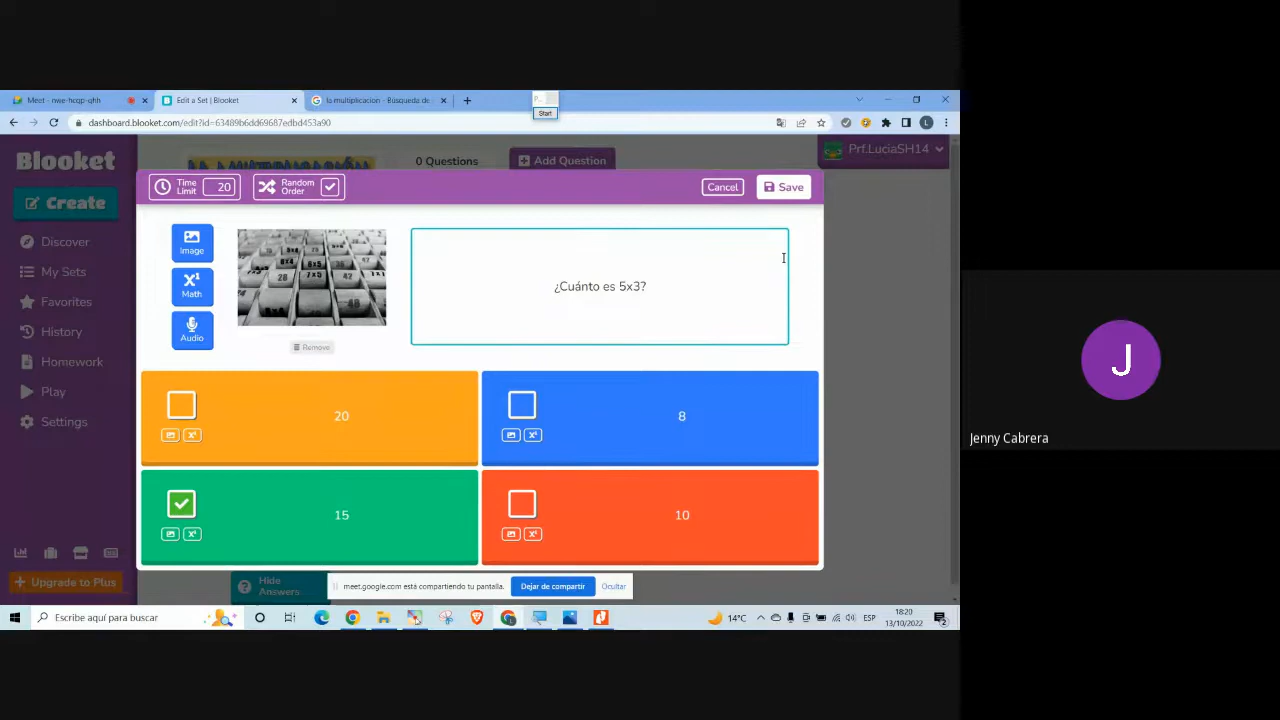 Meet - nwe-hcqp-qhh
Edit a Set | Blooket
la multiplicacion - Búsqueda de
Start
dashboard.blooket.com/edit?id=63489b6dd69687edbd453a90
L
Blooket
0 Questions
Add Question
Prf.LuciaSH14
Create
Discover
My Sets
Favorites
History
Homework
Play
Settings
Upgrade to Plus
Time Limit 20
Random Order
Cancel
Save
Image
Math
Audio
Remove
¿Cuánto es 5x3?
20
8
15
10
Hide Answers
meet.google.com está compartiendo tu pantalla.
Dejar de compartir
Ocultar
Escribe aquí para buscar
14°C
ESP
18:20
13/10/2022
2
J
Jenny Cabrera